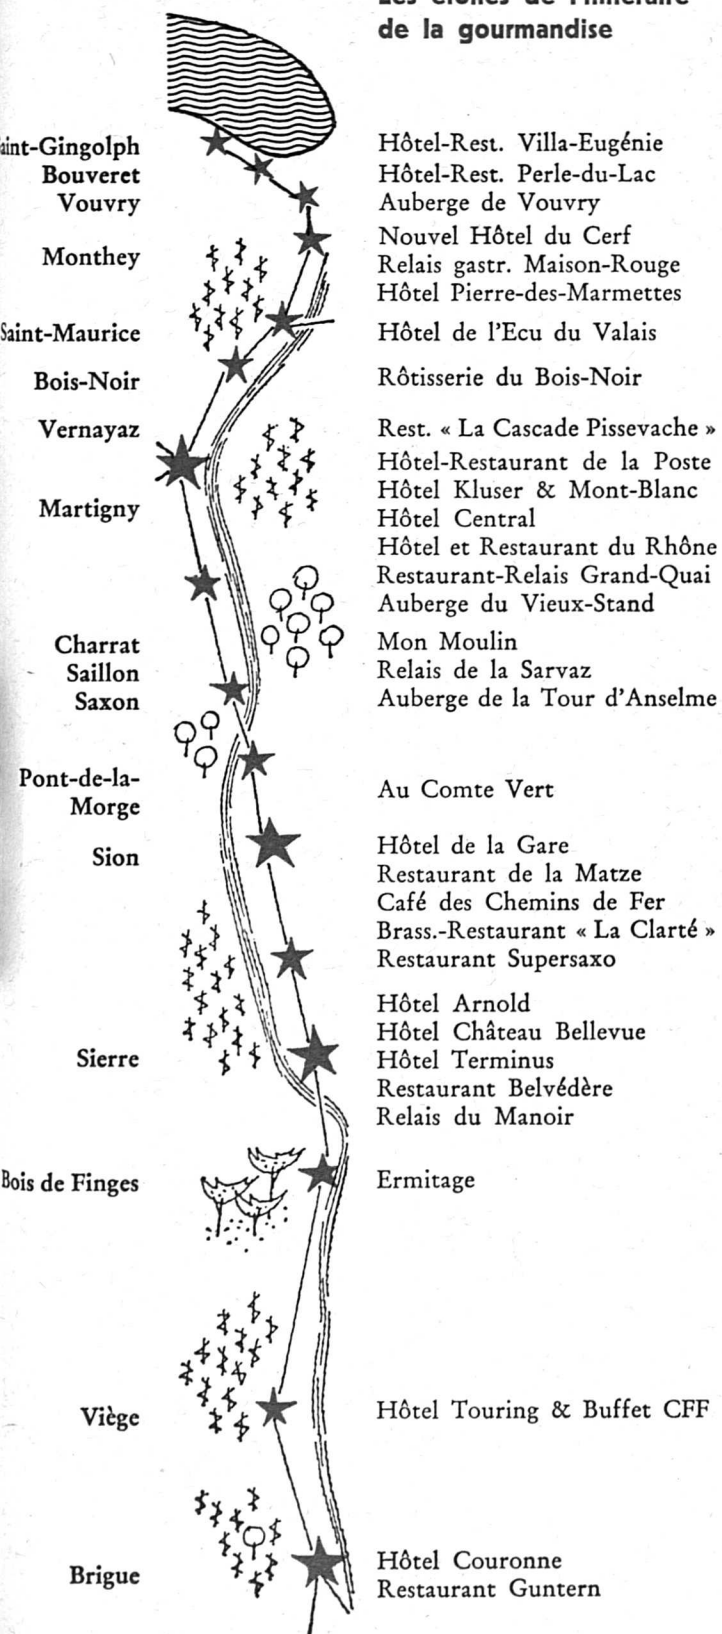 Les étoiles de l'itinéraire
de la gourmandise
aint-Gingolph Hôtel-Rest. Villa-Eugénie
Bouveret Hôtel-Rest. Perle-du-Lac
Vouvry Auberge de Vouvry
Nouvel Hôtel du Cerf
Monthey Relais gastr. Maison-Rouge
Hôtel Pierre-des-Marmettes
Saint-Maurice Hôtel de l'Ecu du Valais
Bois-Noir Rôtisserie du Bois-Noir
Vernayaz Rest. « La Cascade Pissevache »
Hôtel-Restaurant de la Poste
Hôtel Kluser & Mont-Blanc
Martigny Hôtel Central
Hôtel et Restaurant du Rhône
Restaurant-Relais Grand-Quai
Auberge du Vieux-Stand
Charrat Mon Moulin
Saillon Relais de la Sarvaz
Saxon Auberge de la Tour d'Anselme
Pont-de-la-
Morge Au Comte Vert
Sion Hôtel de la Gare
Restaurant de la Matze
Café des Chemins de Fer
Brass.-Restaurant « La Clarté »
Restaurant Supersaxo
Hôtel Arnold
Hôtel Château Bellevue
Sierre Hôtel Terminus
Restaurant Belvédère
Relais du Manoir
Bois de Finges Ermitage
Viège Hôtel Touring & Buffet CFF
Brigue Hôtel Couronne
Restaurant Guntern